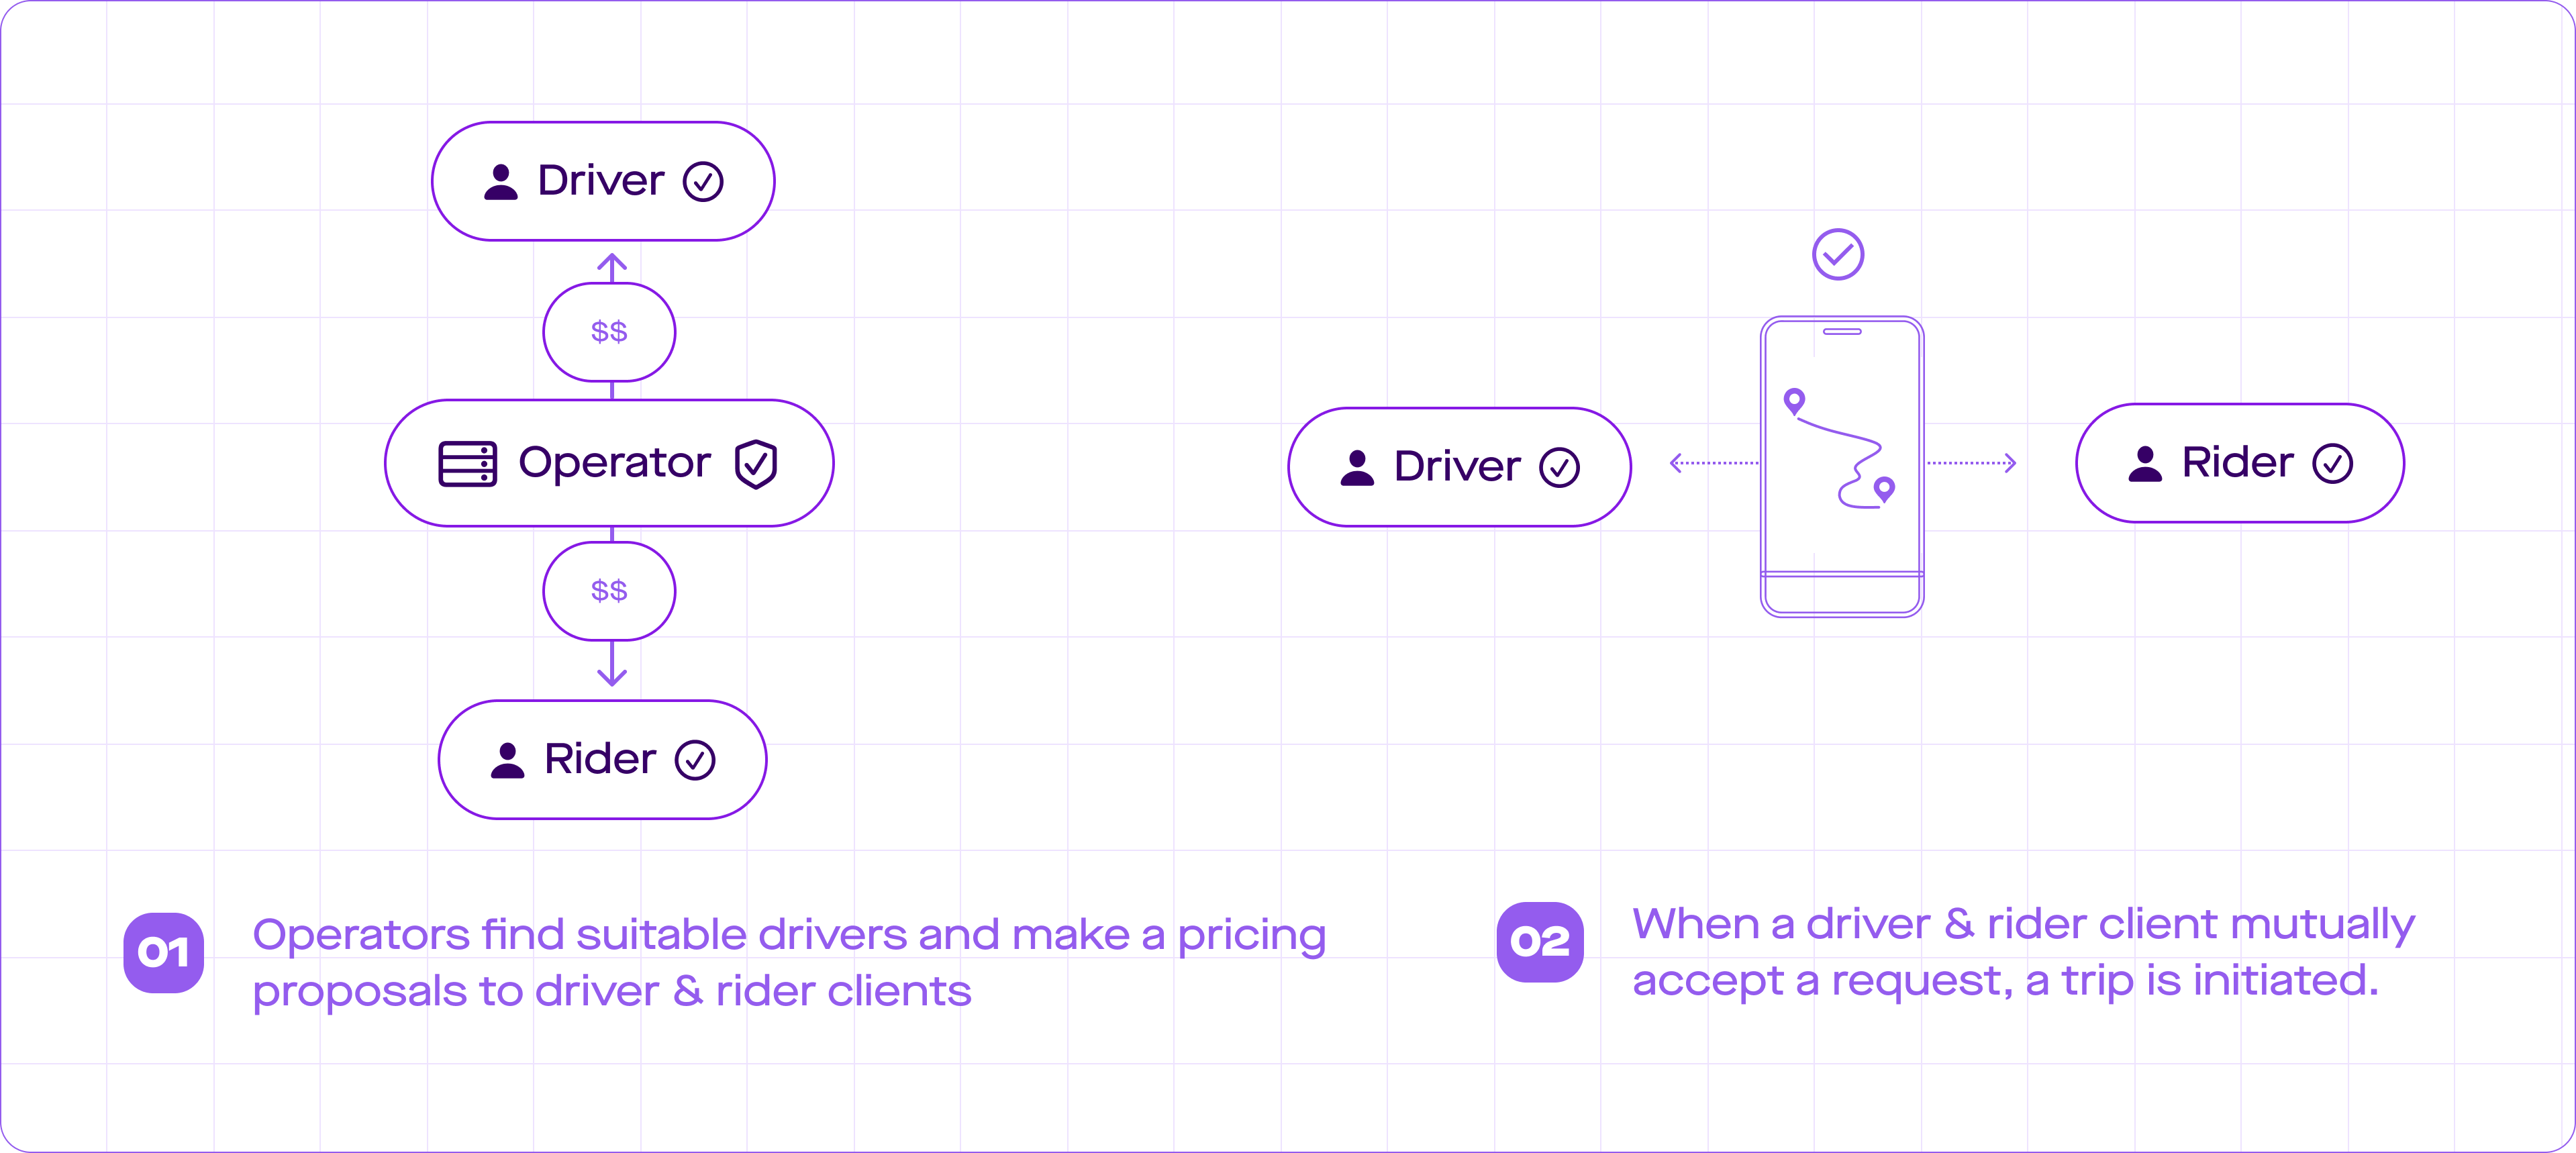 Driver
$$
Operator
$$
Rider
Driver
Rider
01
Operators find suitable drivers and make a pricing
proposals to driver & rider clients
02
When a driver & rider client mutually
accept a request, a trip is initiated.